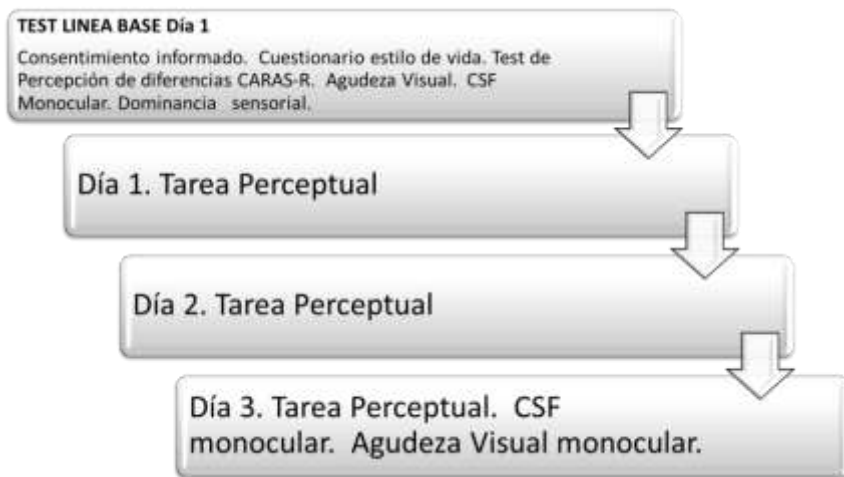 TEST LINEA BASE Día 1
Consentimiento informado. Cuestionario estilo de vida. Test de
Percepción de diferencias CARAS-R. Agudeza Visual. CSF
Monocular. Dominancia sensorial.
Día 1. Tarea Perceptual
Día 2. Tarea Perceptual
Día 3. Tarea Perceptual. CSF
monocular. Agudeza Visual monocular.